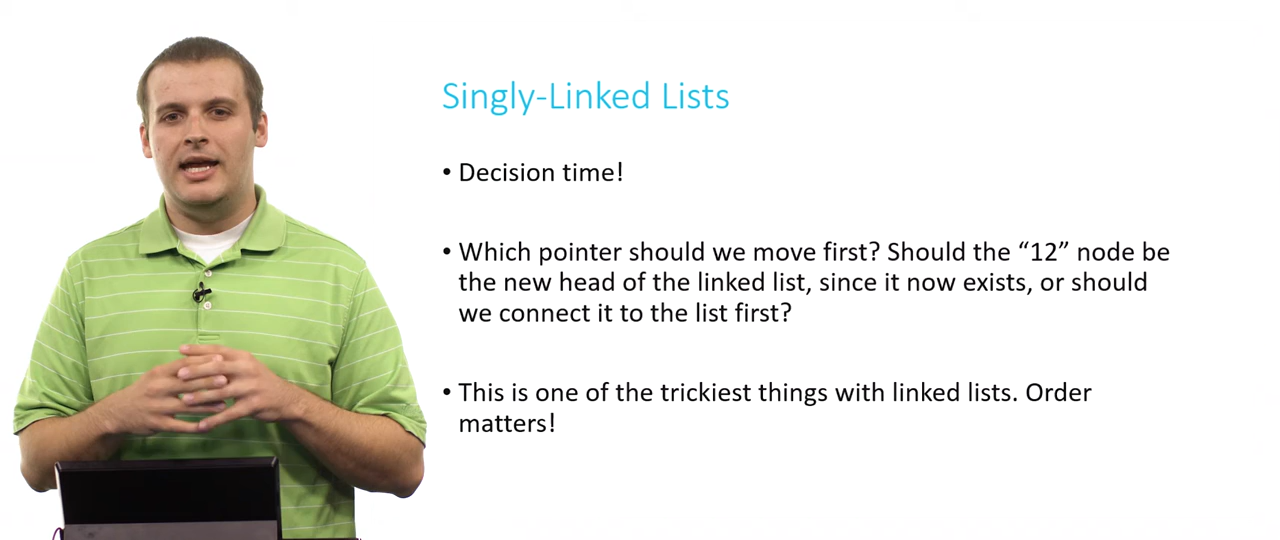 Singly-Linked Lists
• Decision time!
• Which pointer should we move first? Should the “12” node be
the new head of the linked list, since it now exists, or should
we connect it to the list first?
• This is one of the trickiest things with linked lists. Order
matters!